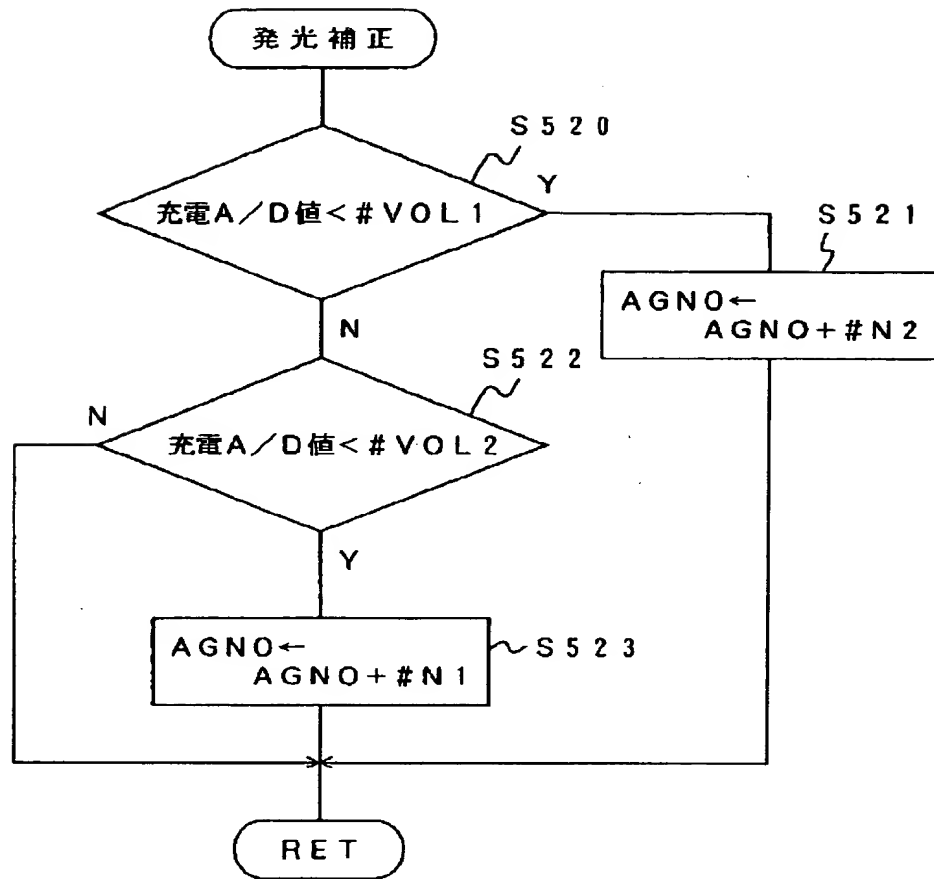 発光補正
S520
充電A/D値<#VOL1
Y
S521
AGNO←
AGNO+#N2
N
S522
N
充電A/D値<#VOL2
Y
AGNO←
AGNO+#N1
S523
RET